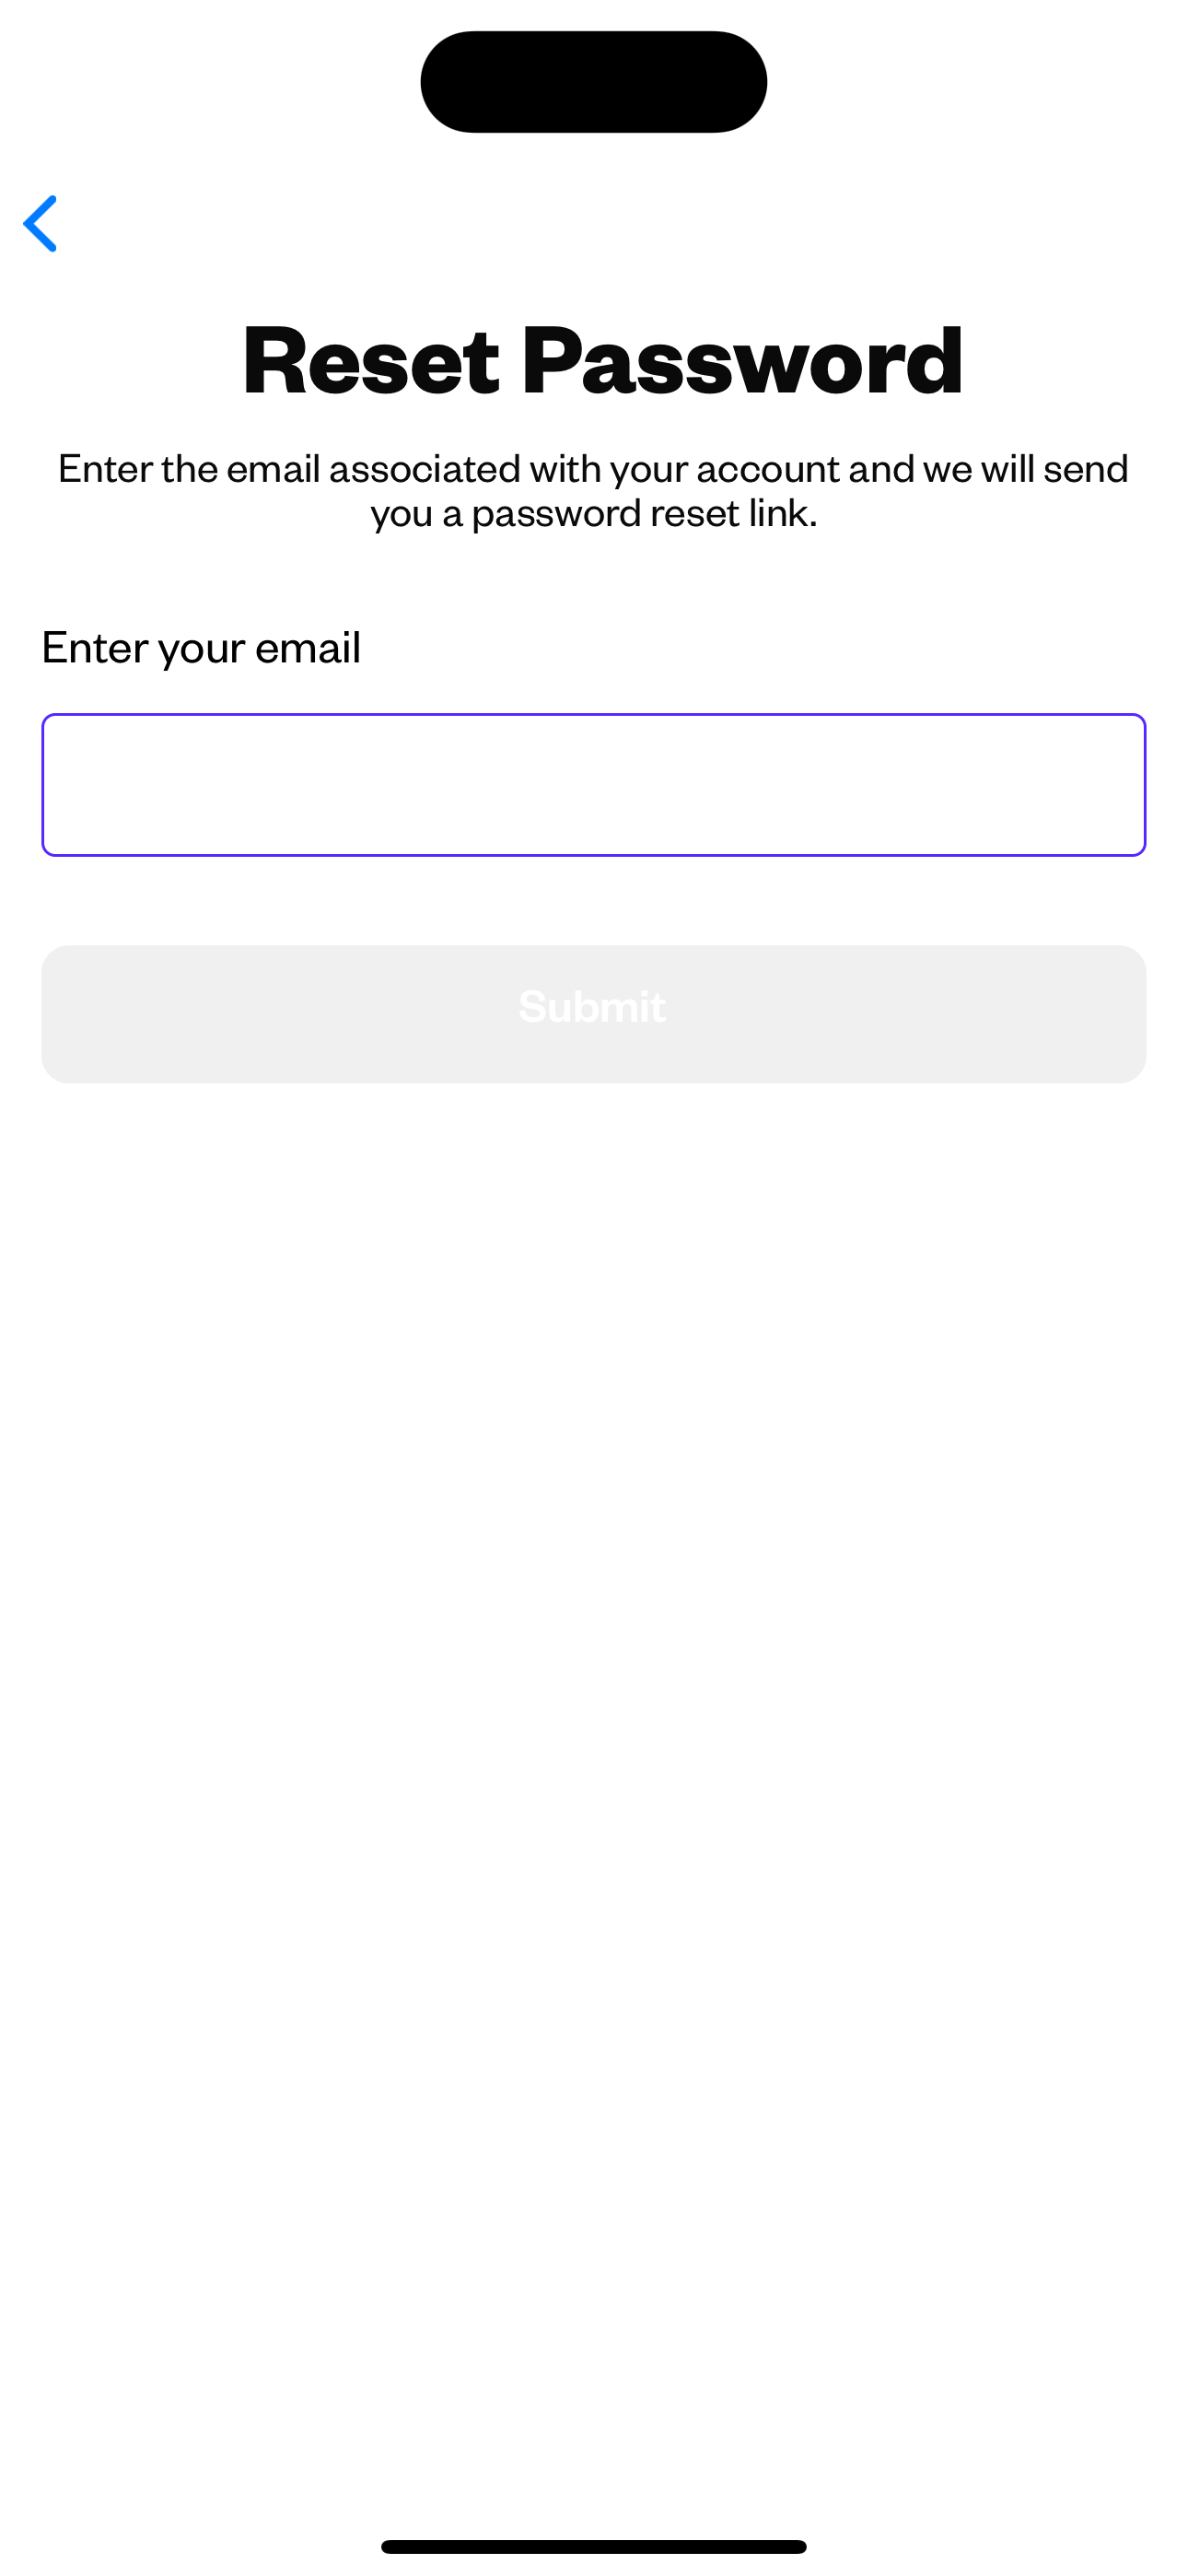 Reset Password
Enter the email associated with your account and we will send
you a password reset link.
Enter your email
Submit